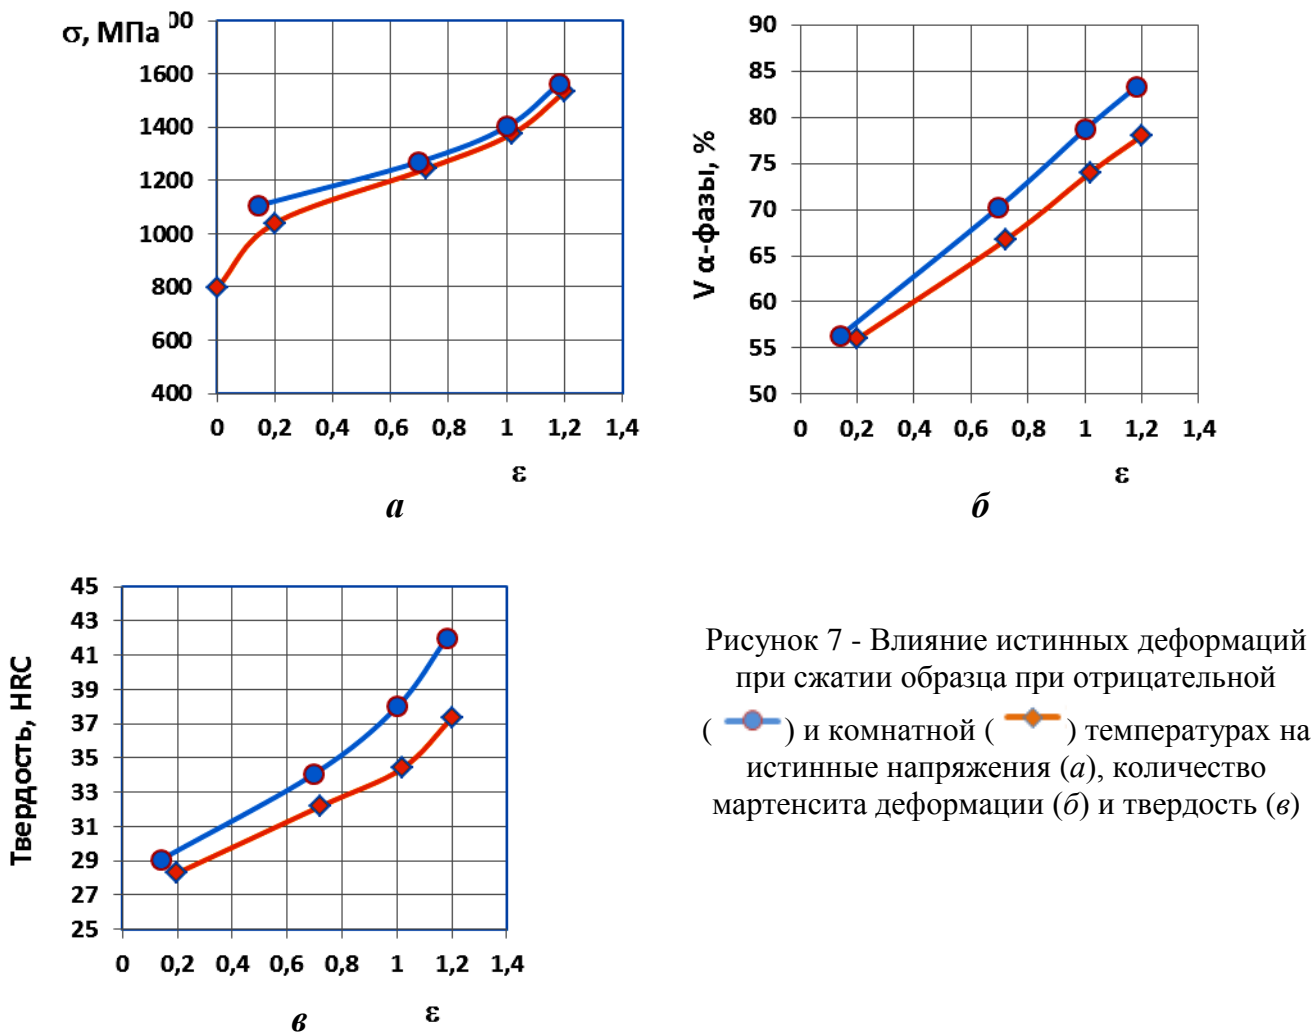 σ, МПа
00
1600
1400
1200
1000
800
600
400
0 0,2 0,4 0,6 0,8 1 1,2 1,4
ε
а
V α-фазы, %
90
85
80
75
70
65
60
55
50
0 0,2 0,4 0,6 0,8 1 1,2 1,4
ε
б
Твердость, HRC
45
43
41
39
37
35
33
31
29
27
25
0 0,2 0,4 0,6 0,8 1 1,2 1,4
ε
в
Рисунок 7 - Влияние истинных деформаций
при сжатии образца при отрицательной
( ) и комнатной ( ) температурах на
истинные напряжения (а), количество
мартенсита деформации (б) и твердость (в)